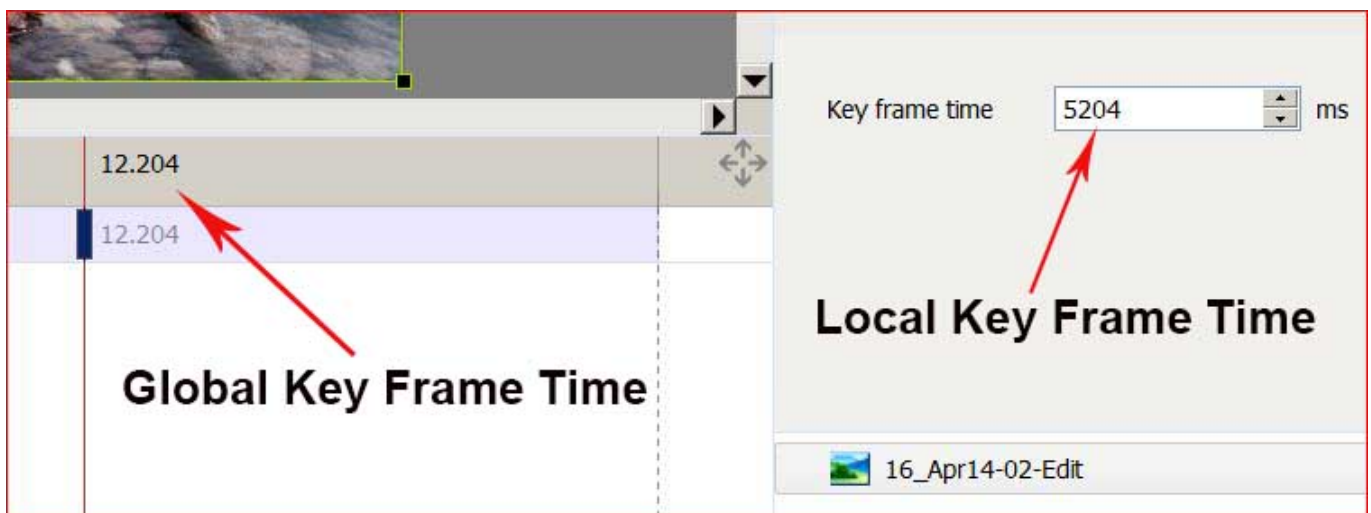 12.204
12.204
Global Key Frame Time
Key frame time 5204 ms
Local Key Frame Time
16_Apr14-02-Edit